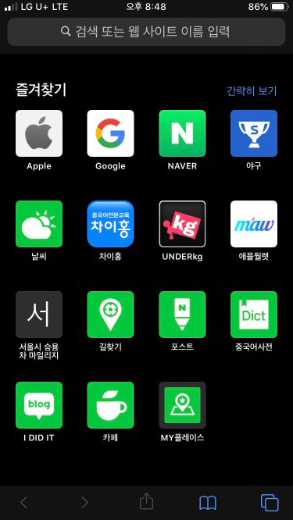 LG U+ LTE 오후 8:48 86%
검색 또는 웹 사이트 이름 입력
즐겨찾기 간략히 보기
G N S
Apple Google NAVER 야구
중국어전문교육
차이홍 kg maw
날씨 차이홍 UNDERkg 애플월렛
서 N Dict
서울시 승용 길찾기 포스트 중국어사전
차 마일리지
blog
I DID IT 카페 MY플레이스